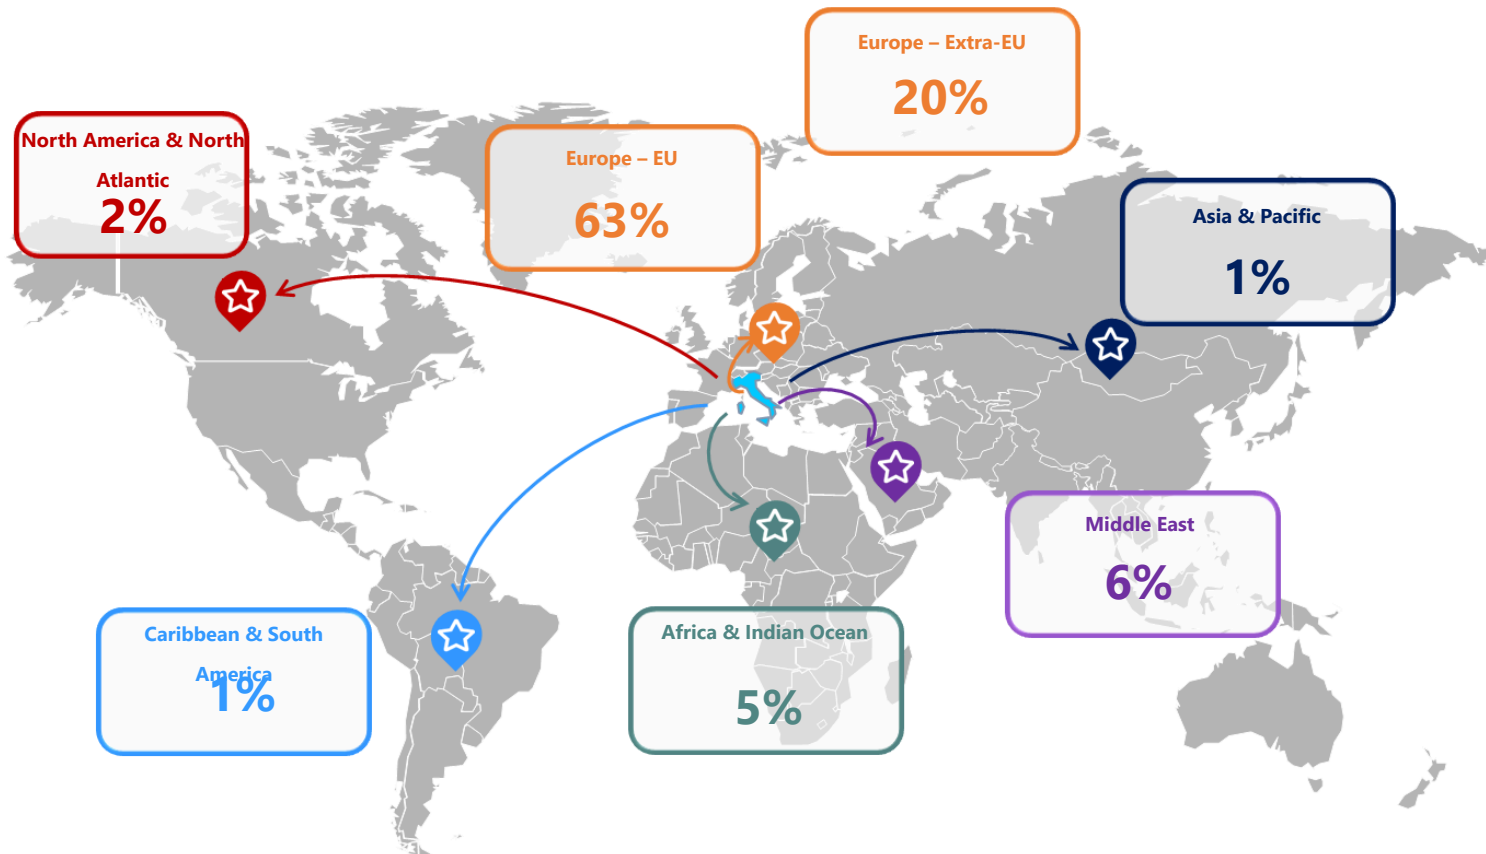 Europe – Extra-EU
20%
North America & North
Atlantic
2%
Europe – EU
63%
Asia & Pacific
1%
Middle East
6%
Caribbean & South
America
1%
Africa & Indian Ocean
5%